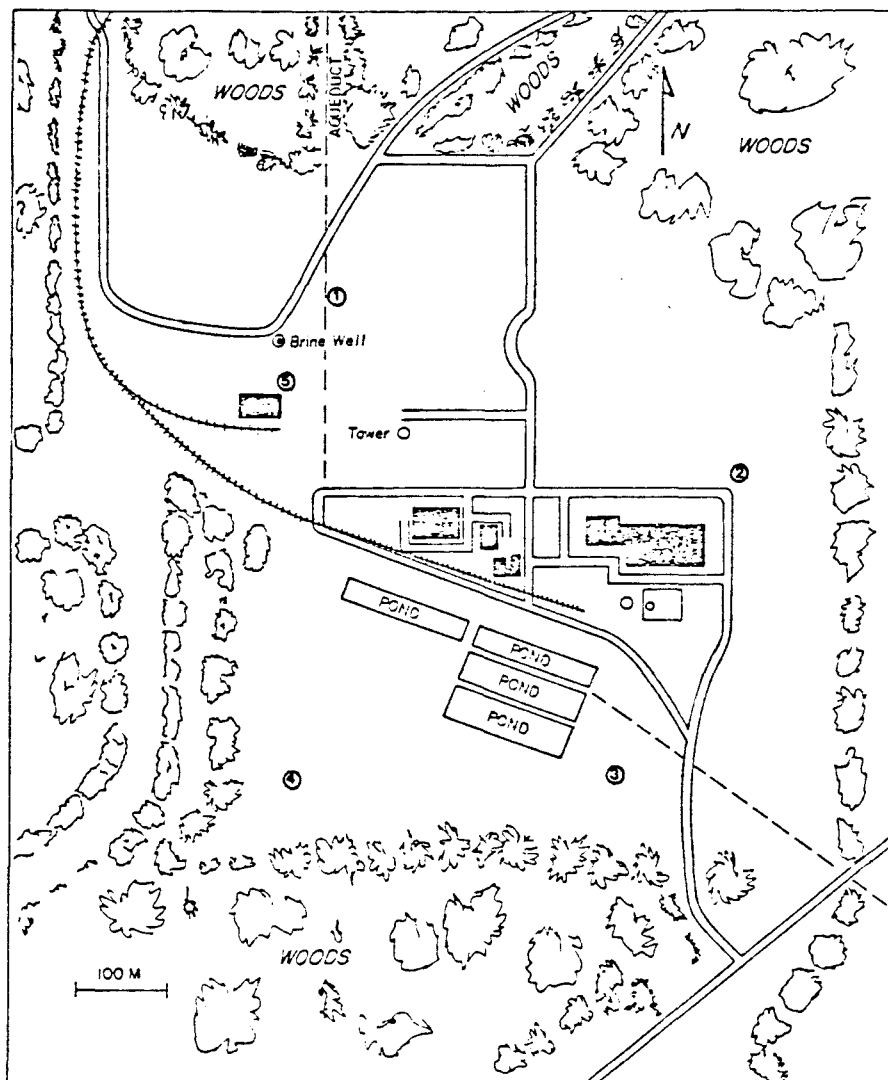 WOODS
AQUEDUCT
WOODS
N
WOODS
①
Brine Well
⑤
Tower
②
POND
POND
POND
POND
④
③
WOODS
100 M